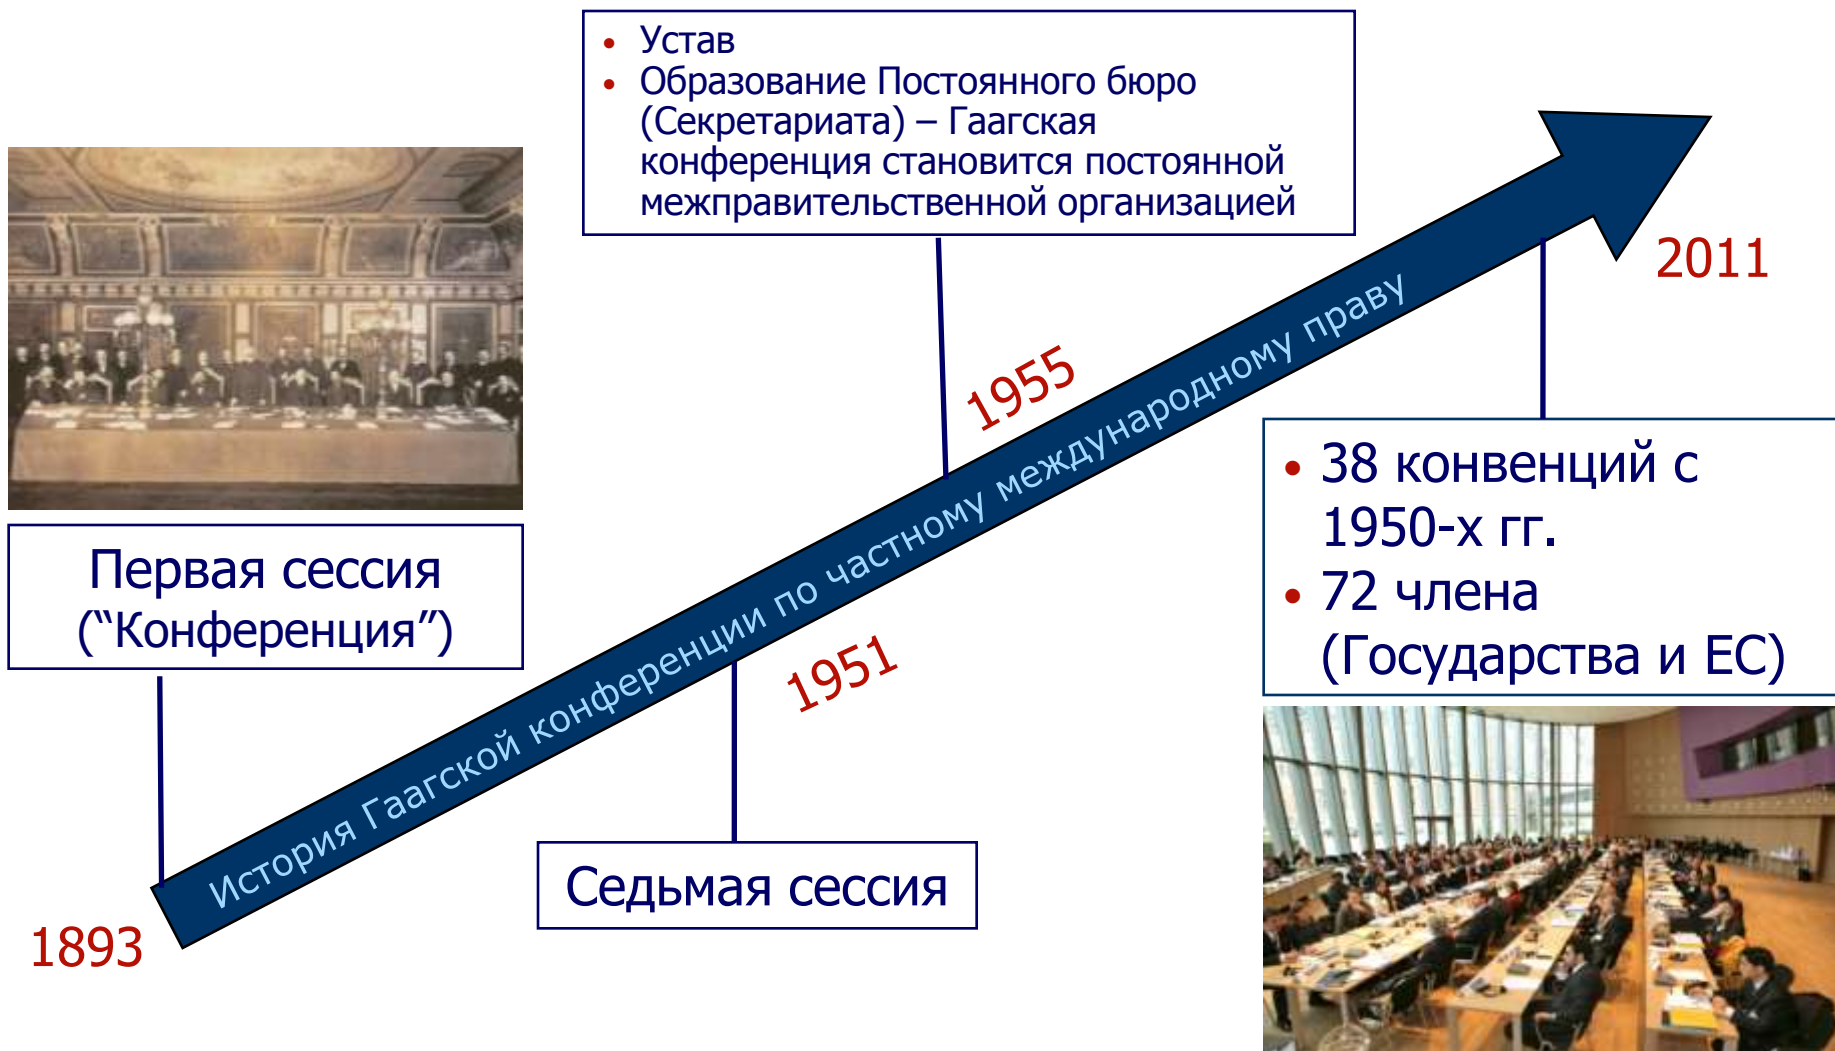 • Устав
• Образование Постоянного бюро
(Секретариата) – Гаагская
конференция становится постоянной
межправительственной организацией
2011
1955
История Гаагской конференции по частному международному праву
• 38 конвенций с
1950-х гг.
• 72 члена
(Государства и ЕС)
Первая сессия
(“Конференция”)
1951
Седьмая сессия
1893